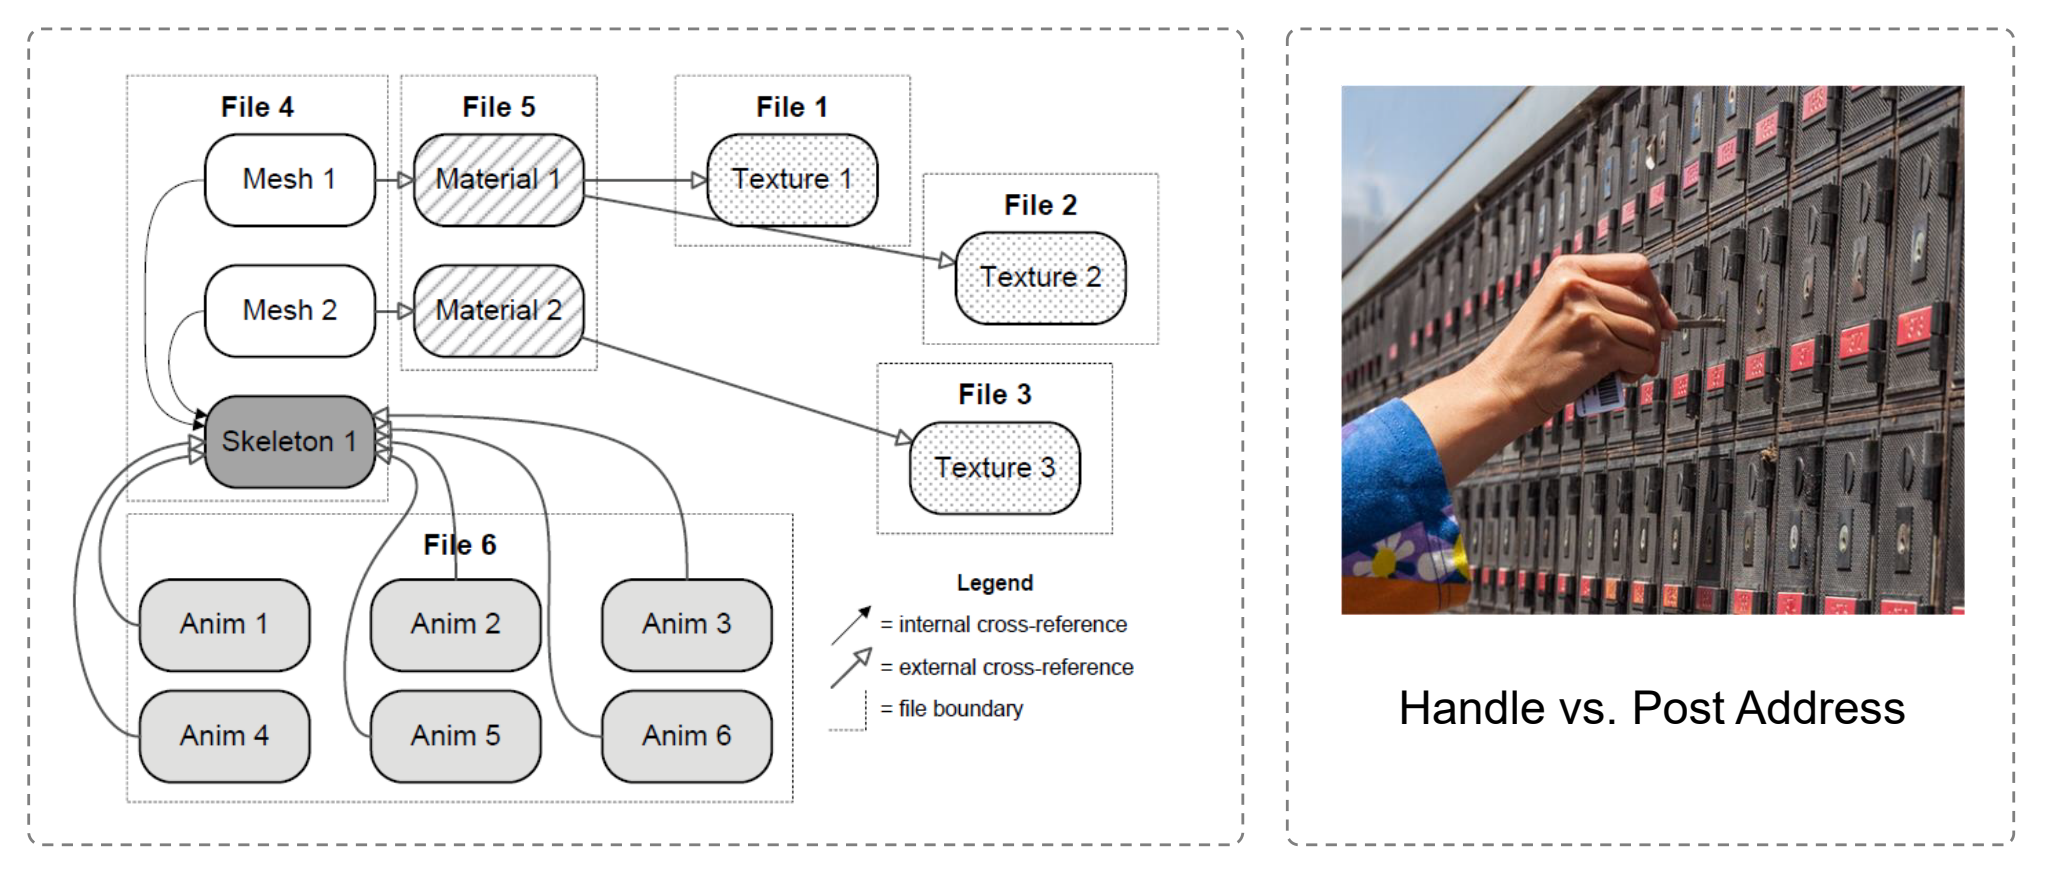 File 4
Mesh 1
Mesh 2
Skeleton 1
File 5
Material 1
Material 2
File 1
Texture 1
File 2
Texture 2
File 3
Texture 3
File 6
Anim 1
Anim 2
Anim 3
Anim 4
Anim 5
Anim 6
Legend
= internal cross-reference
= external cross-reference
= file boundary
Handle vs. Post Address